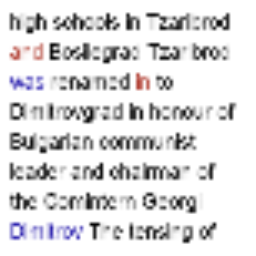 high schools in Tzaribrod
and Bosilegrad Tzaribrod
was renamed in to
Dimitrovgrad in honour of
Bulgarian communist
leader and chairman of
the Comintern Georgi
Dimitrov The tensing of